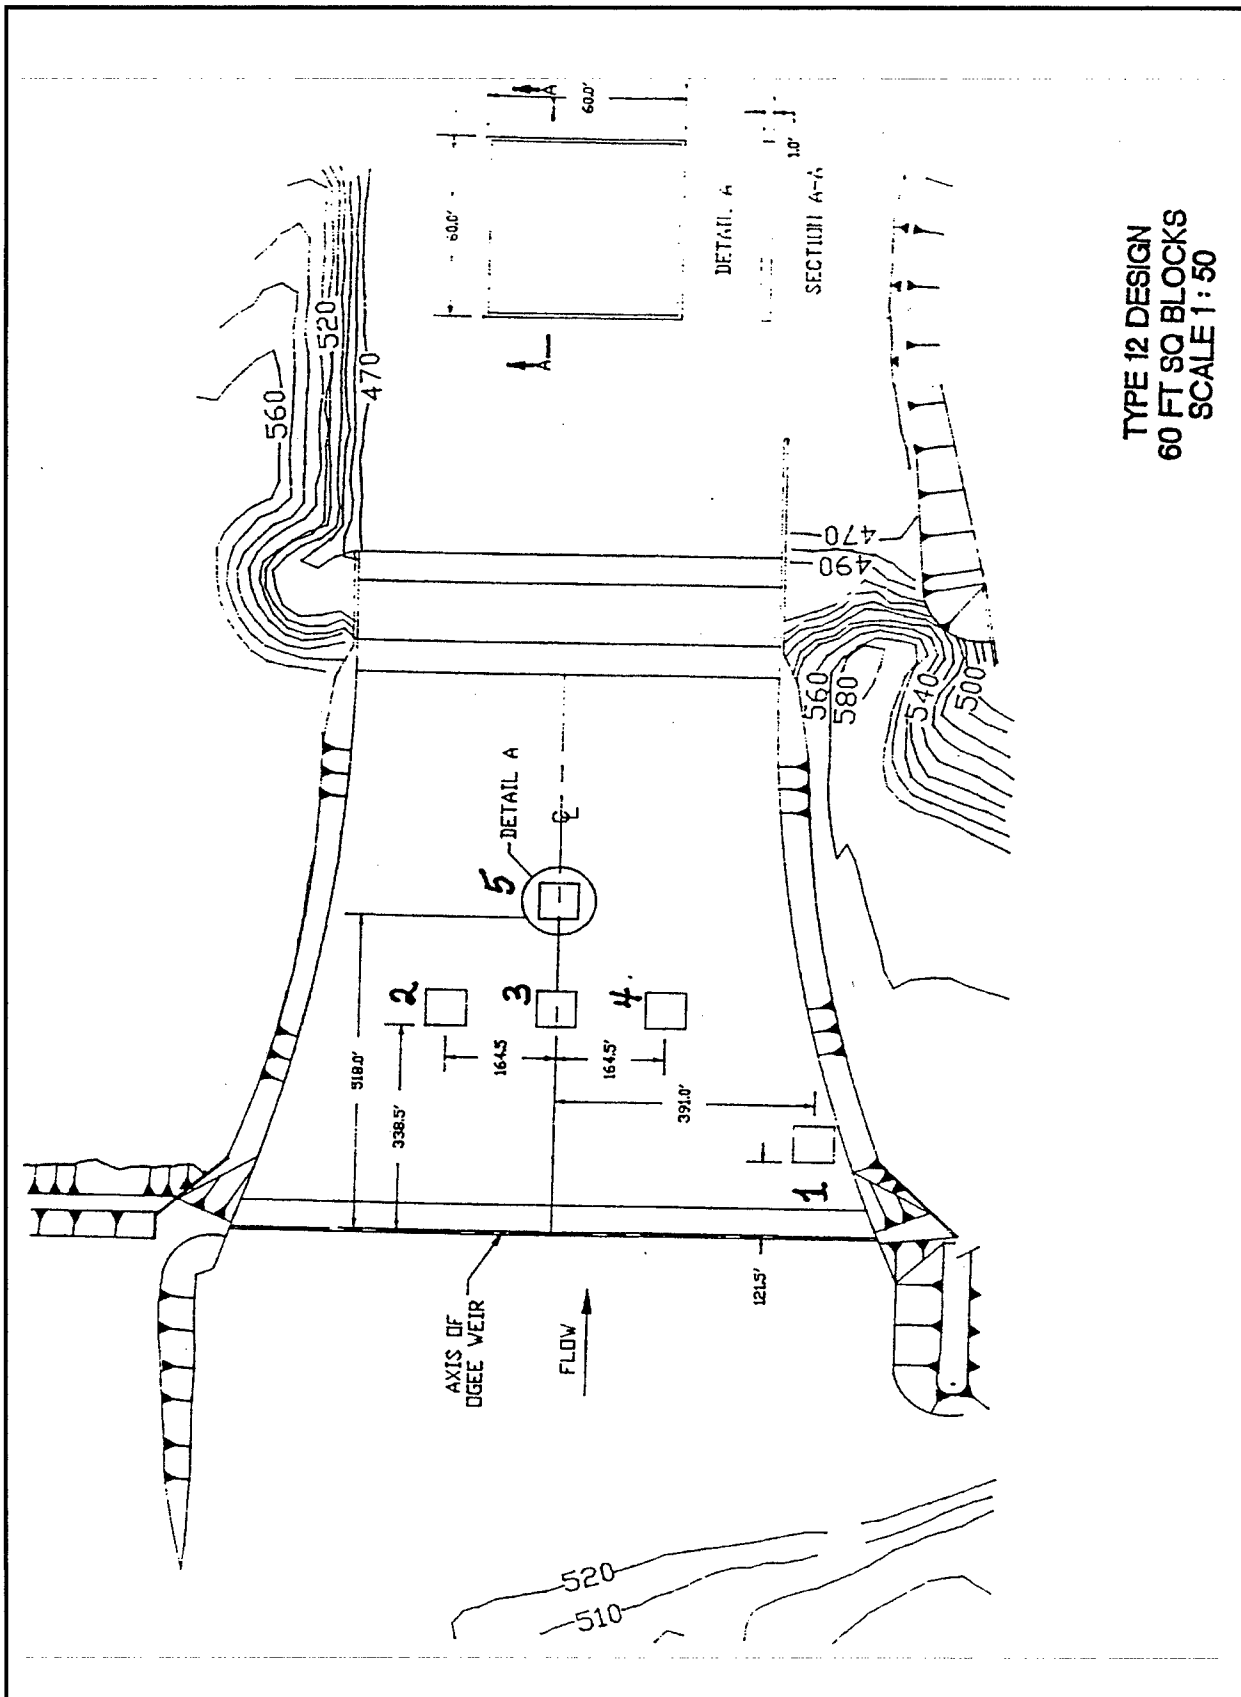 TYPE 12 DESIGN
60 FT SQ BLOCKS
SCALE 1 : 50
A
60.0'
60.0'
A
DETAIL A
1.0'
SECTION A-A
560
520
470
470
490
560
580
540
500
DETAIL A
5
℄
2
3
4
518.0'
338.5'
164.5
164.5'
391.0'
1
121.5'
AXIS OF
OGEE WEIR
FLOW
520
510